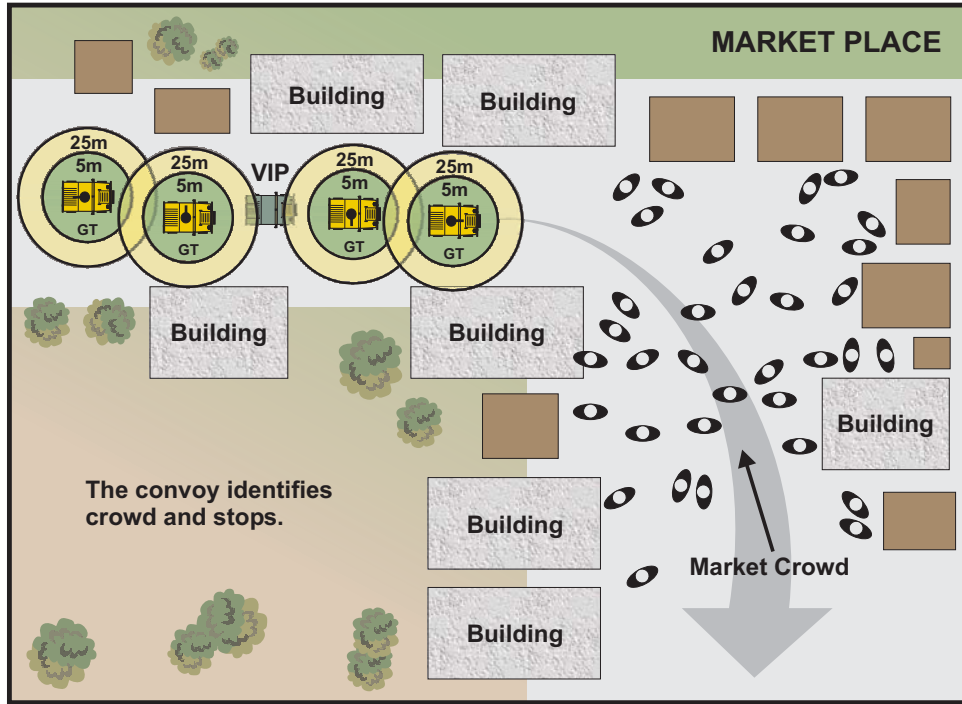 MARKET PLACE
Building
Building
25m
5m
GT
25m
5m
GT
VIP
25m
5m
GT
25m
5m
GT
Building
Building
Building
The convoy identifies
crowd and stops.
Building
Market Crowd
Building